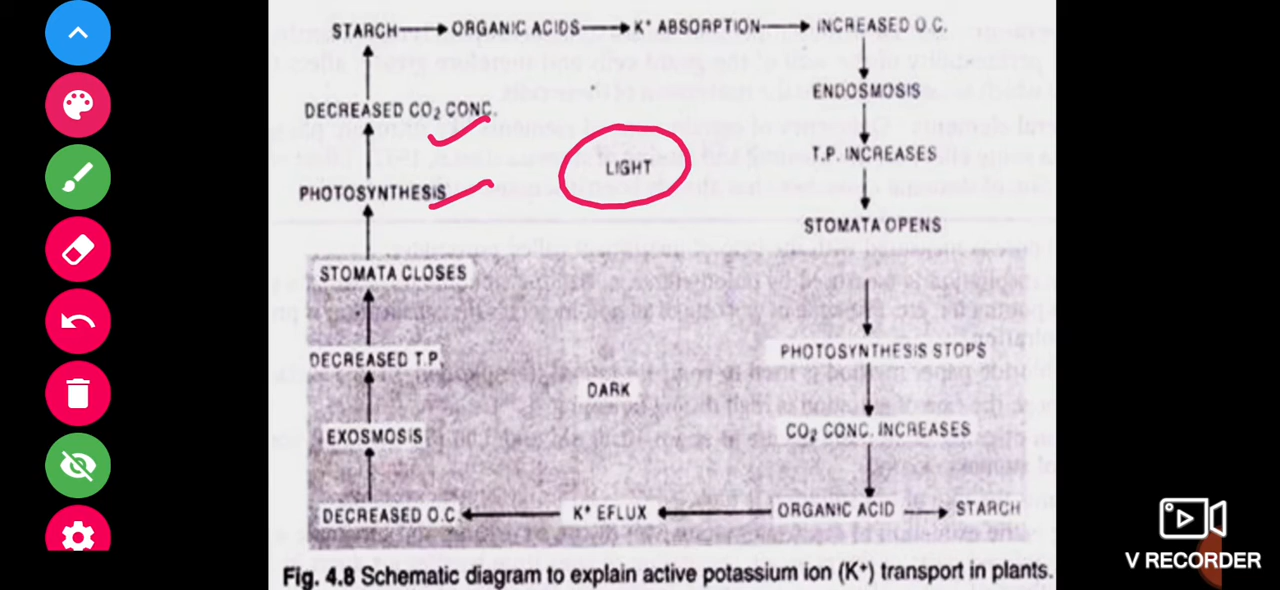 STARCH → ORGANIC ACIDS → K⁺ ABSORPTION → INCREASED O.C.
DECREASED CO₂ CONC.
ENDOSMOSIS
LIGHT
T.P. INCREASES
PHOTOSYNTHESIS
STOMATA OPENS
STOMATA CLOSES
DECREASED T.P.
PHOTOSYNTHESIS STOPS
DARK
EXOSMOSIS
CO₂ CONC. INCREASES
DECREASED O.C ← K⁺ EFLUX ← ORGANIC ACID → STARCH
V RECORDER
Fig. 4.8 Schematic diagram to explain active potassium ion (K⁺) transport in plants.